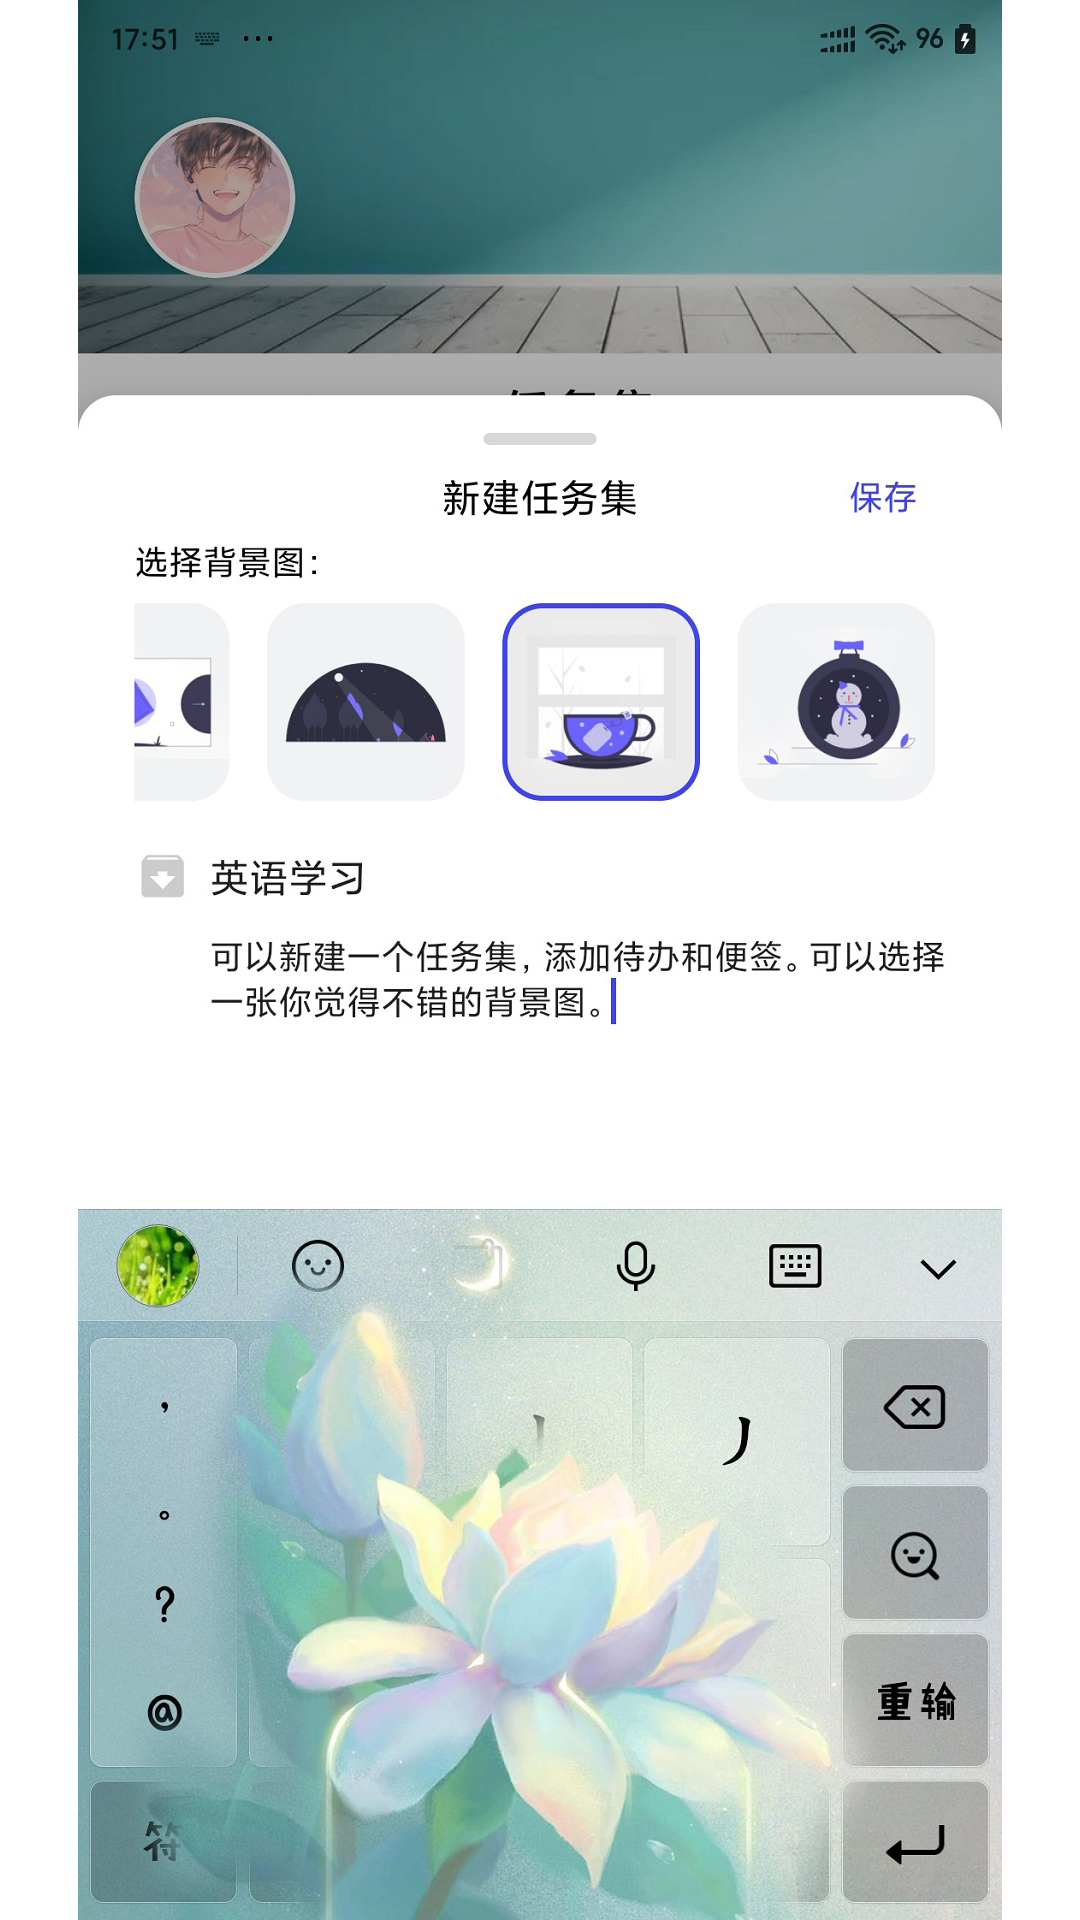 17:51
96
新建任务集
保存
选择背景图：
英语学习
可以新建一个任务集，添加待办和便签。可以选择
一张你觉得不错的背景图。
，
丿
。
？
@
重输
符